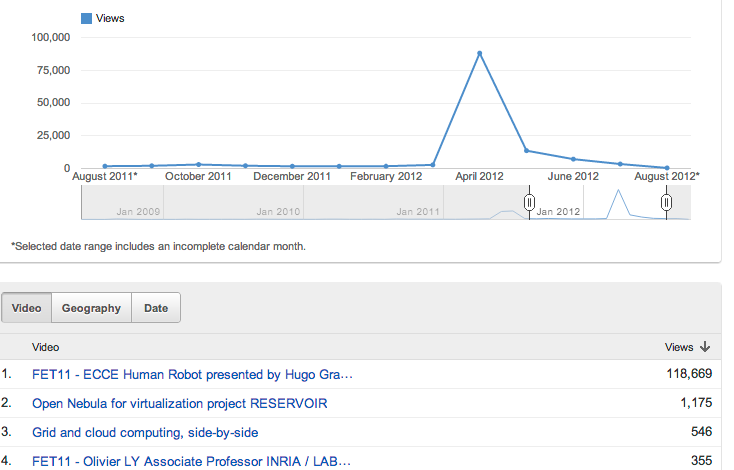 Views
100,000
75,000
50,000
25,000
0
August 2011* October 2011 December 2011 February 2012 April 2012 June 2012 August 2012*
Jan 2009 Jan 2010 Jan 2011 Jan 2012
*Selected date range includes an incomplete calendar month.
Video Geography Date
Video Views
1. FET11 - ECCE Human Robot presented by Hugo Gra... 118,669
2. Open Nebula for virtualization project RESERVOIR 1,175
3. Grid and cloud computing, side-by-side 546
4. FET11 - Olivier LY Associate Professor INRIA / LAB... 355